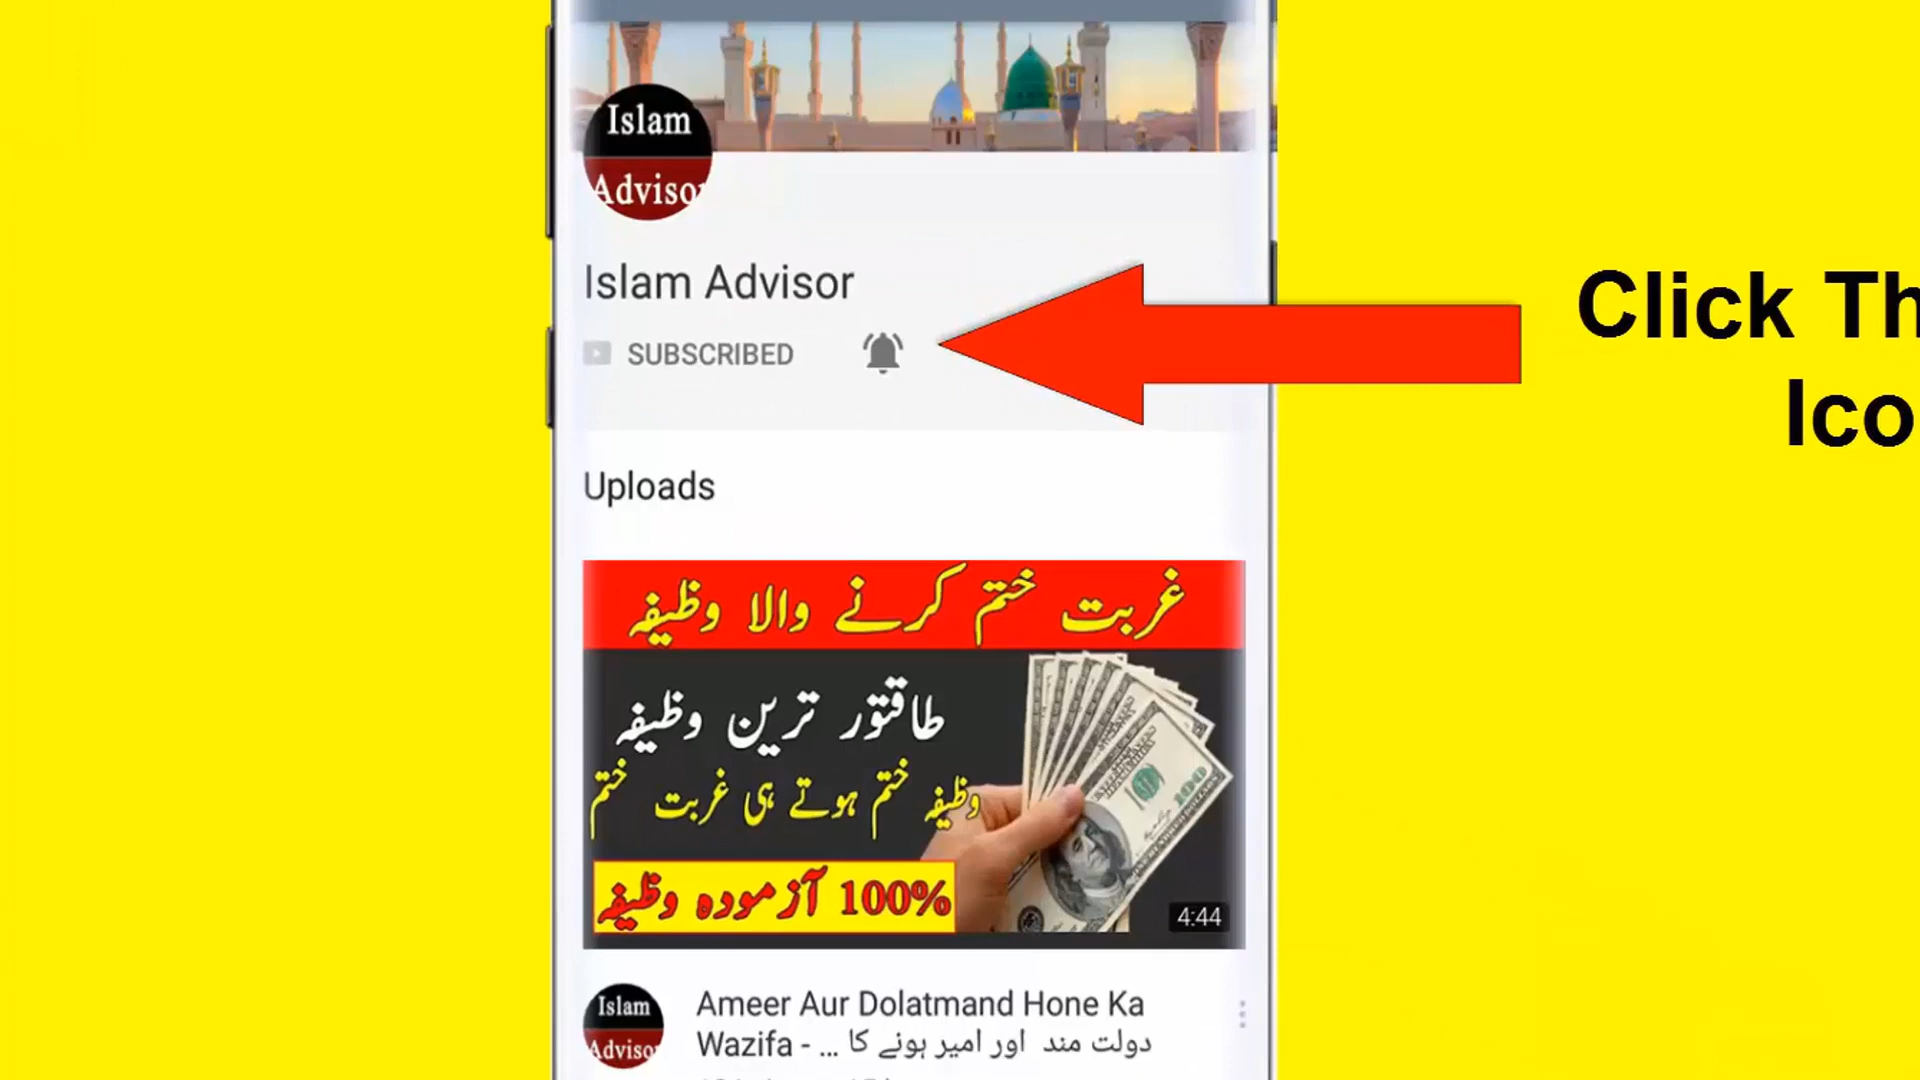 Islam
Advisor
Islam Advisor
SUBSCRIBED
Click Th
Ico
Uploads
غربت ختم کرنے والا وظیفہ
طاقتور ترین وظیفہ
وظیفہ ختم ہوتے ہی غربت ختم
100% آزمودہ وظیفہ
4:44
Islam
Advisor
Ameer Aur Dolatmand Hone Ka
Wazifa - ... دولت مند اور امیر ہونے کا